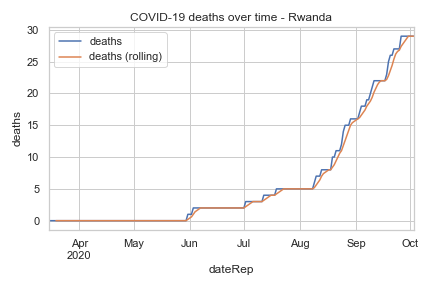 COVID-19 deaths over time - Rwanda
deaths
deaths (rolling)
30
25
20
15
10
5
0
deaths
Apr May Jun Jul Aug Sep Oct
2020
dateRep